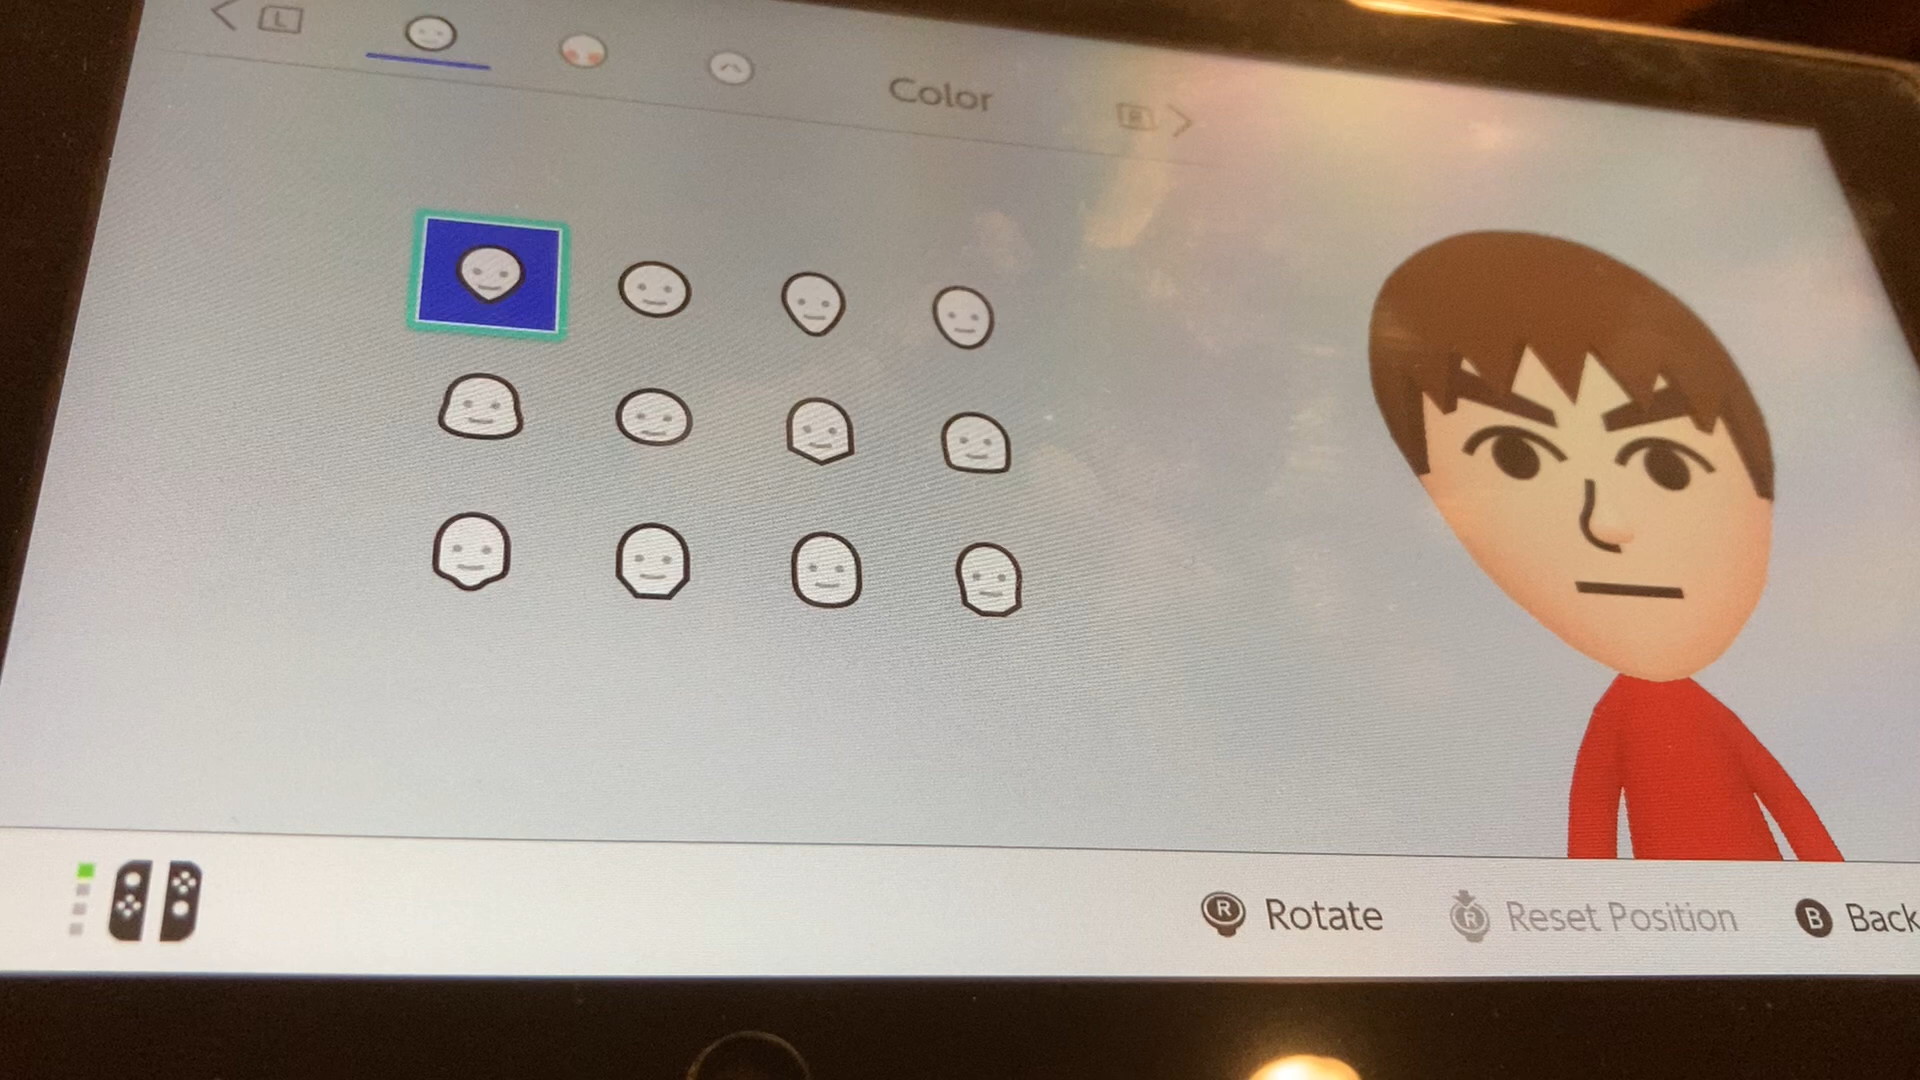 L
Color
R
R Rotate
R Reset Position
B Back